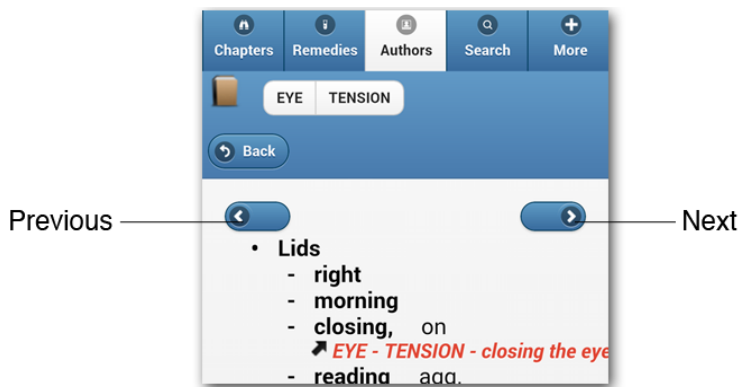 Chapters Remedies Authors Search More
EYE TENSION
Back
Previous Next
• Lids
- right
- morning
- closing, on
EYE - TENSION - closing the eye
- reading agg.